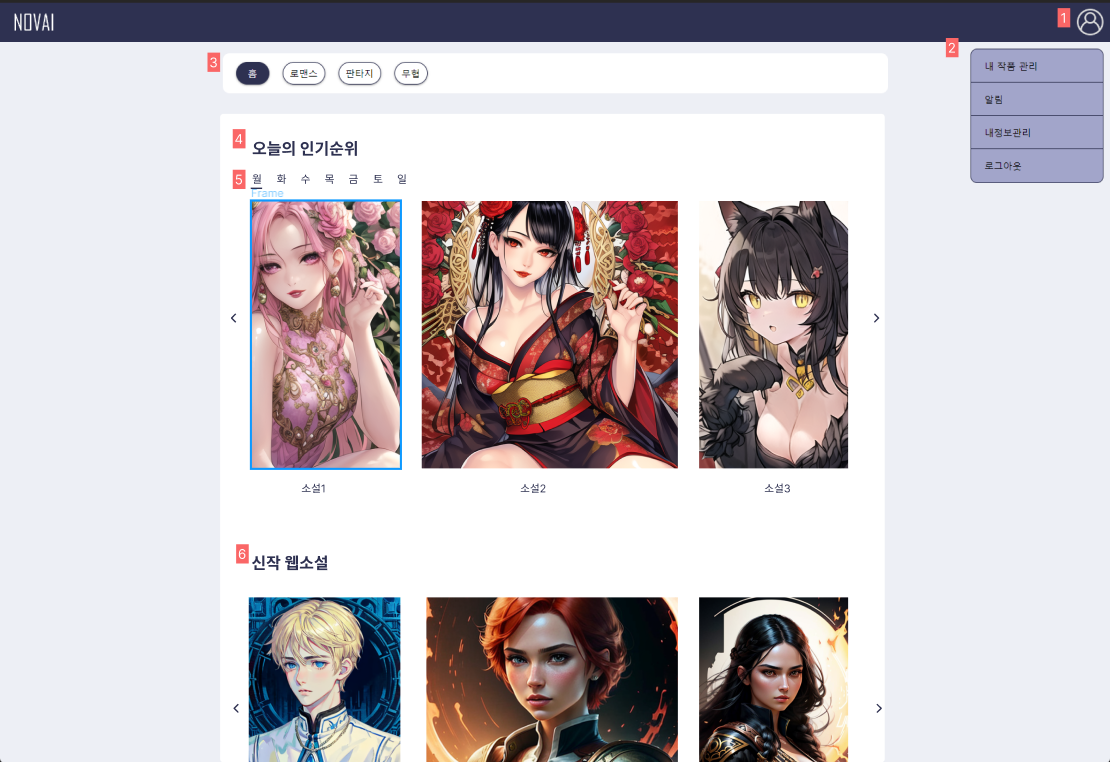 NOVAI
1
2
내 작품 관리
알림
내정보관리
로그아웃
3
홈 로맨스 판타지 무협
4
오늘의 인기순위
5
월 화 수 목 금 토 일
Frame
소설1 소설2 소설3
6
신작 웹소설